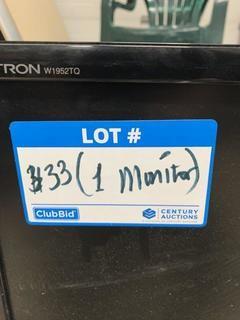 TRON W1952TQ
LOT #
#33 (1 Monitor)
ClubBid CENTURY
AUCTIONS